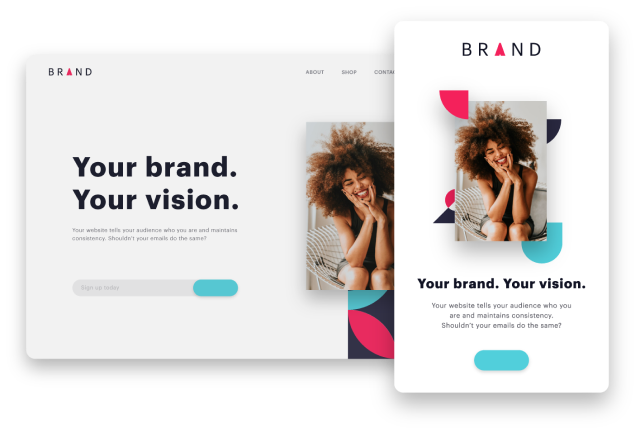 BRAND
ABOUT SHOP
Your brand.
Your vision.
Your website tells your audience who you are and maintains
consistency. Shouldn't your emails do the same?
Sign up today
BRAND
Your brand. Your vision.
Your website tells your audience who you
are and maintains consistency.
Shouldn't your emails do the same?